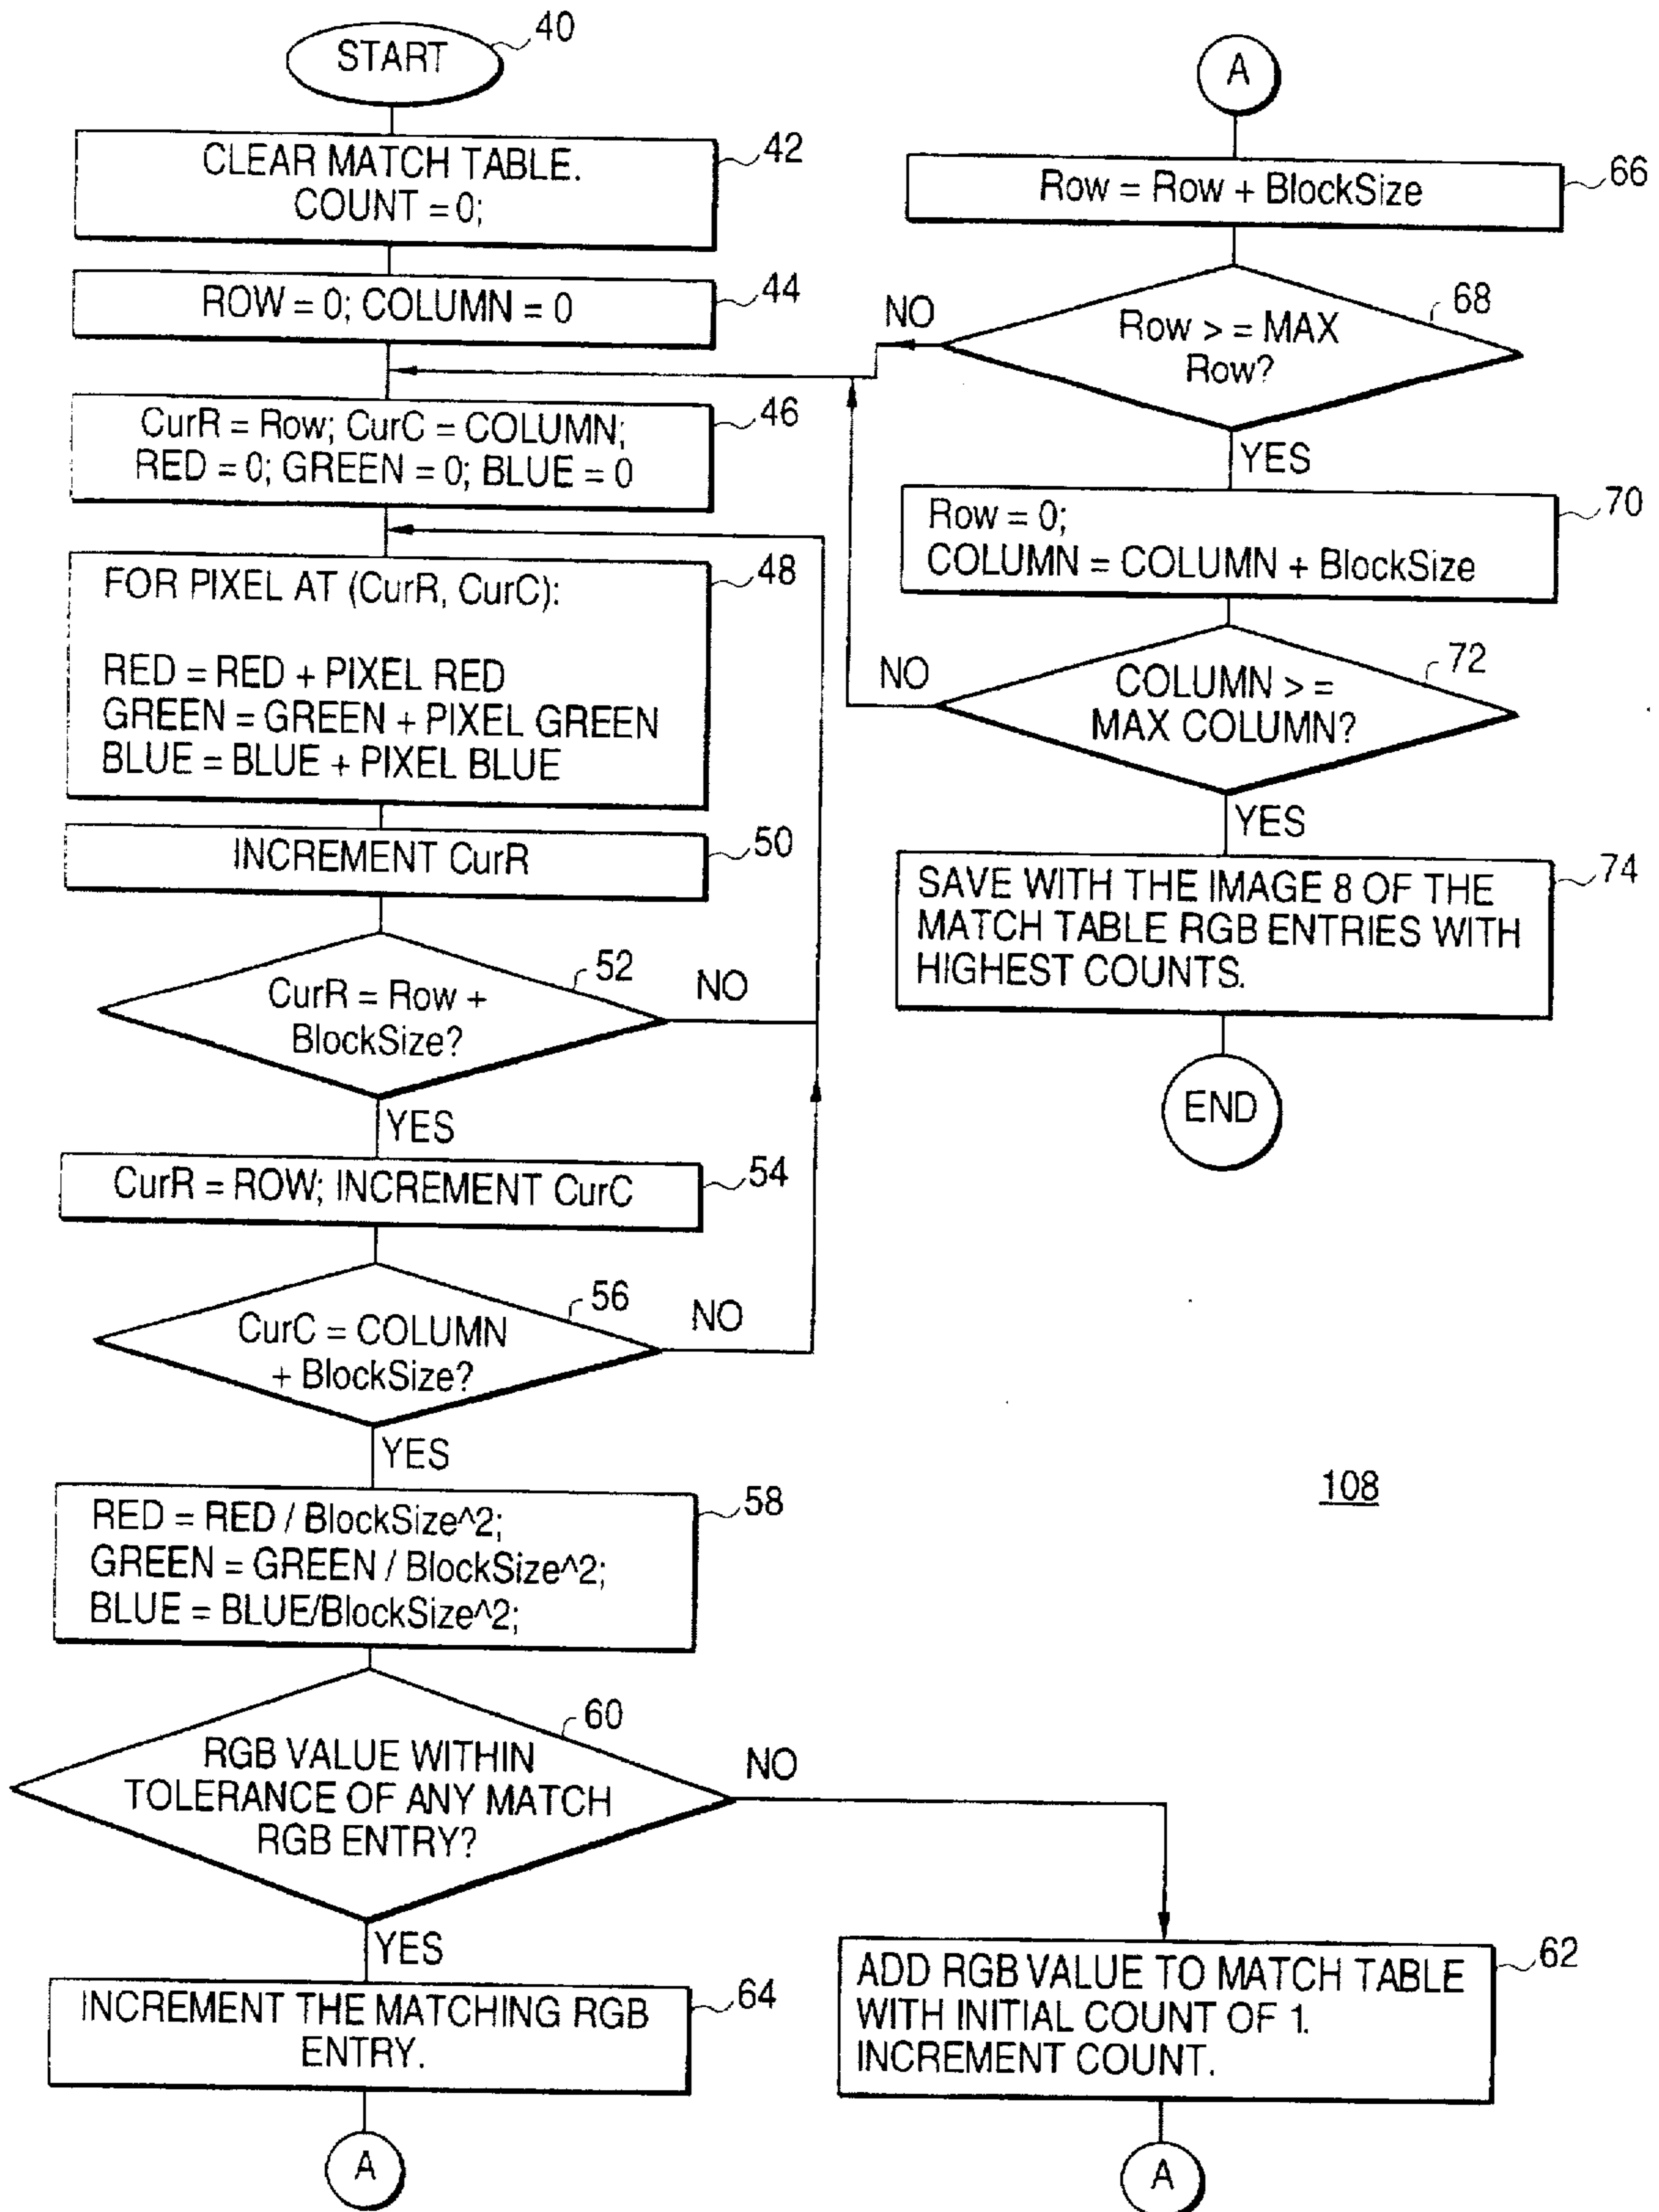 START
40
CLEAR MATCH TABLE.
COUNT = 0;
42
ROW = 0; COLUMN = 0
44
CurR = Row; CurC = COLUMN;
RED = 0; GREEN = 0; BLUE = 0
46
FOR PIXEL AT (CurR, CurC):
RED = RED + PIXEL RED
GREEN = GREEN + PIXEL GREEN
BLUE = BLUE + PIXEL BLUE
48
INCREMENT CurR
50
CurR = Row +
BlockSize?
52
NO
YES
CurR = ROW; INCREMENT CurC
54
CurC = COLUMN
+ BlockSize?
56
NO
YES
RED = RED / BlockSize^2;
GREEN = GREEN / BlockSize^2;
BLUE = BLUE/BlockSize^2;
58
RGB VALUE WITHIN
TOLERANCE OF ANY MATCH
RGB ENTRY?
60
NO
YES
INCREMENT THE MATCHING RGB
ENTRY.
64
A
ADD RGB VALUE TO MATCH TABLE
WITH INITIAL COUNT OF 1.
INCREMENT COUNT.
62
A
A
Row = Row + BlockSize
66
Row > = MAX
Row?
68
NO
YES
Row = 0;
COLUMN = COLUMN + BlockSize
70
COLUMN > =
MAX COLUMN?
72
NO
YES
SAVE WITH THE IMAGE 8 OF THE
MATCH TABLE RGB ENTRIES WITH
HIGHEST COUNTS.
74
END
108